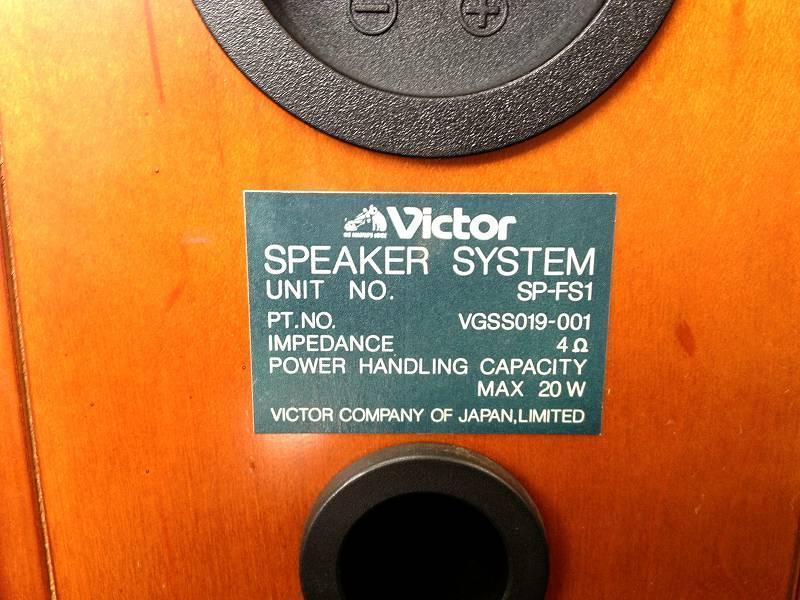 Victor
SPEAKER SYSTEM
UNIT NO. SP-FS1
PT.NO. VGSS019-001
IMPEDANCE 4Ω
POWER HANDLING CAPACITY
MAX 20 W
VICTOR COMPANY OF JAPAN,LIMITED